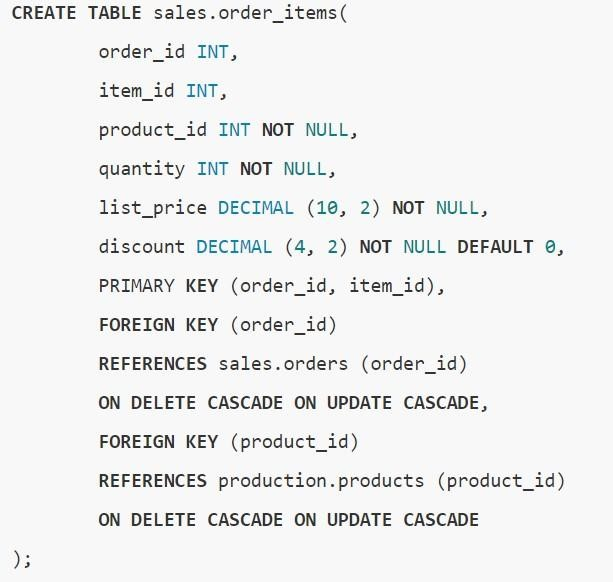 CREATE TABLE sales.order_items(
order_id INT,
item_id INT,
product_id INT NOT NULL,
quantity INT NOT NULL,
list_price DECIMAL (10, 2) NOT NULL,
discount DECIMAL (4, 2) NOT NULL DEFAULT 0,
PRIMARY KEY (order_id, item_id),
FOREIGN KEY (order_id)
REFERENCES sales.orders (order_id)
ON DELETE CASCADE ON UPDATE CASCADE,
FOREIGN KEY (product_id)
REFERENCES production.products (product_id)
ON DELETE CASCADE ON UPDATE CASCADE
);